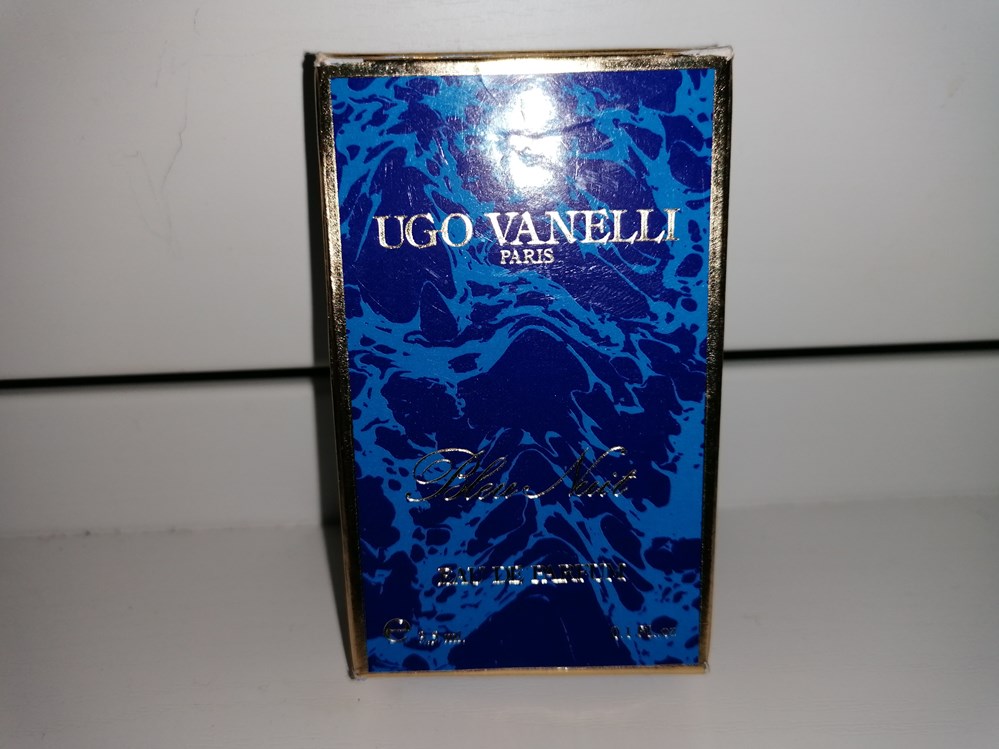 UGO VANELLI
PARIS
Bleu Nuit
EAU DE PARFUM